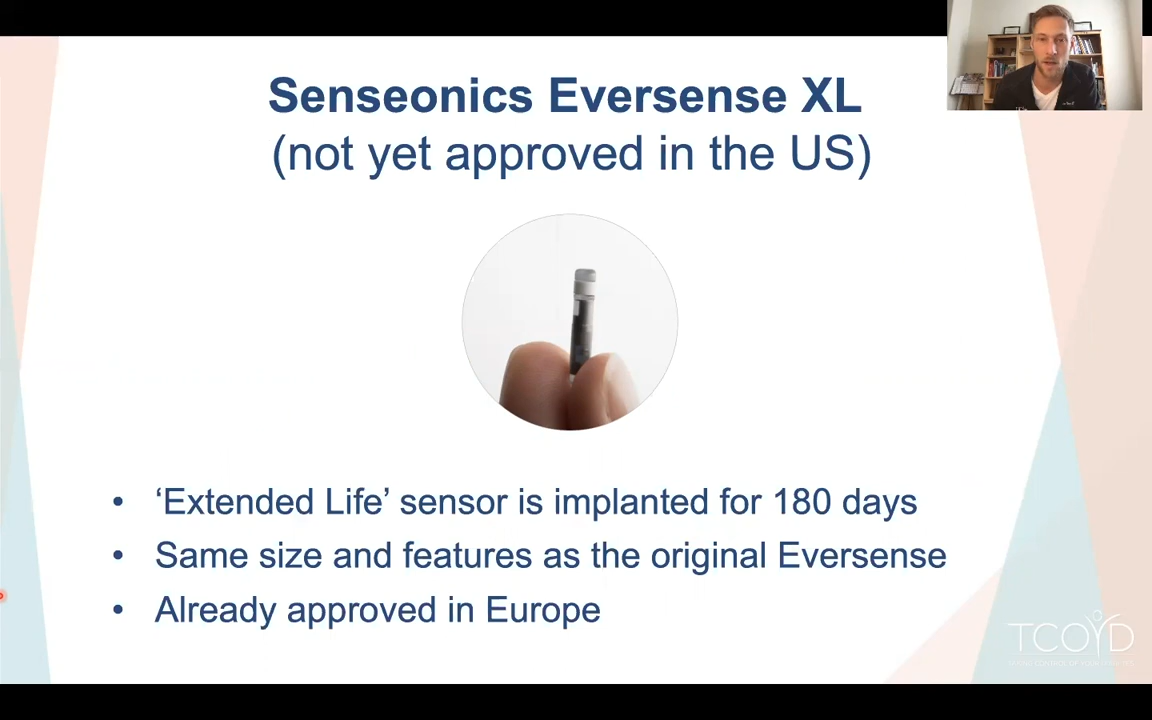 Senseonics Eversense XL
(not yet approved in the US)
• ‘Extended Life’ sensor is implanted for 180 days
• Same size and features as the original Eversense
• Already approved in Europe
TCOYD